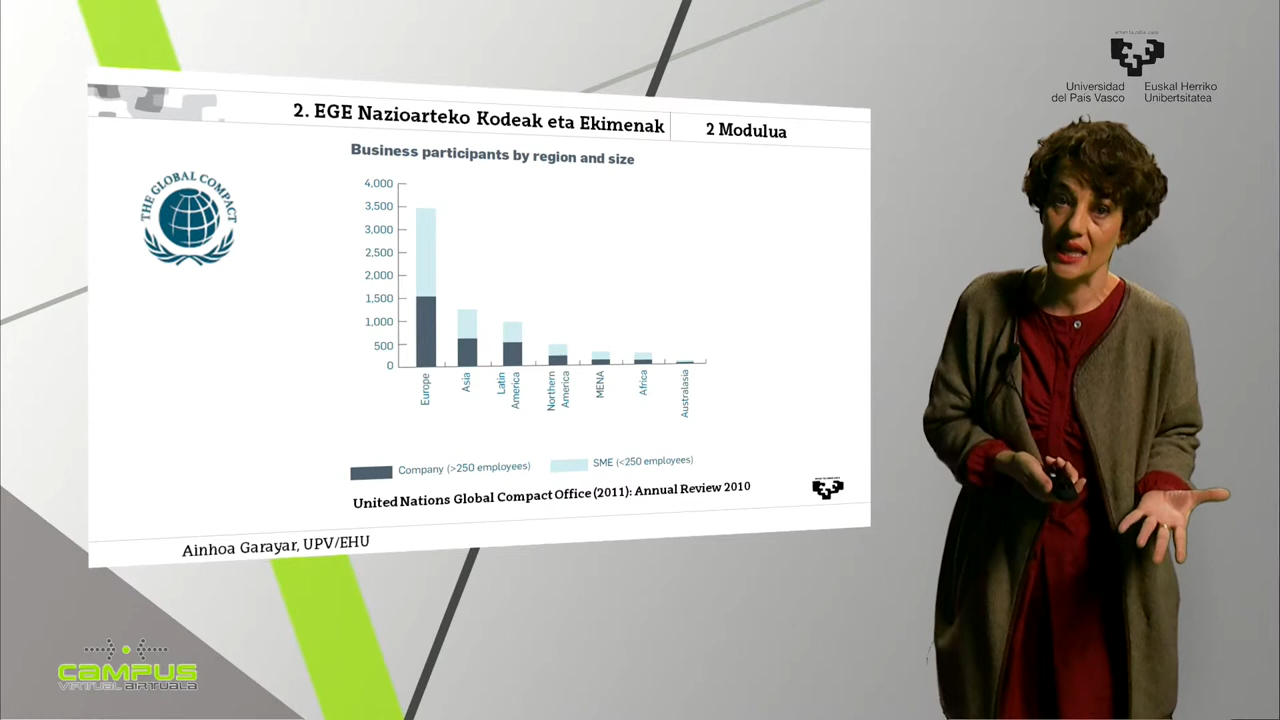 2. EGE Nazioarteko Kodeak eta Ekimenak
2 Modulua
Business participants by region and size
THE GLOBAL COMPACT
4,000
3,500
3,000
2,500
2,000
1,500
1,000
500
0
Europe
Asia
Latin
America
Northern
America
MENA
Africa
Australasia
Company (>250 employees)
SME (<250 employees)
United Nations Global Compact Office (2011): Annual Review 2010
Ainhoa Garayar, UPV/EHU
Universidad
del País Vasco
Euskal Herriko
Unibertsitatea
CAMPUS
VIRTUAL BIRTUALA